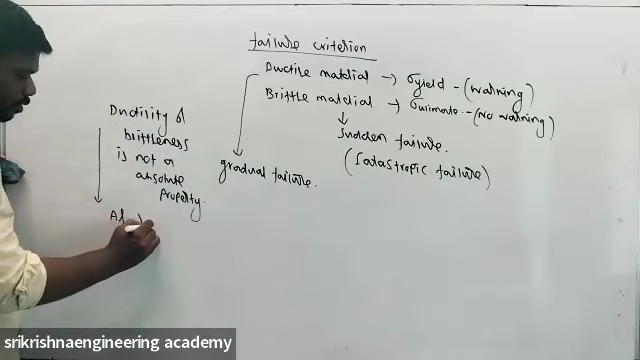 failure criterion
Ductile material → σyield - (warning)
Brittle material → σultimate - (No warning)
↓
sudden failure.
(Catastropic failure)
gradual failure.
Ductility &
brittleness
is not a
absolute
property.
srikrishnaengineering academy